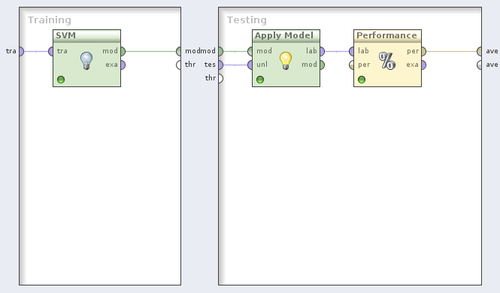 Training
SVM
tra tra mod mod
exa thr
Testing
Apply Model
mod mod lab
tes unl mod
thr
Performance
lab per ave
per exa ave